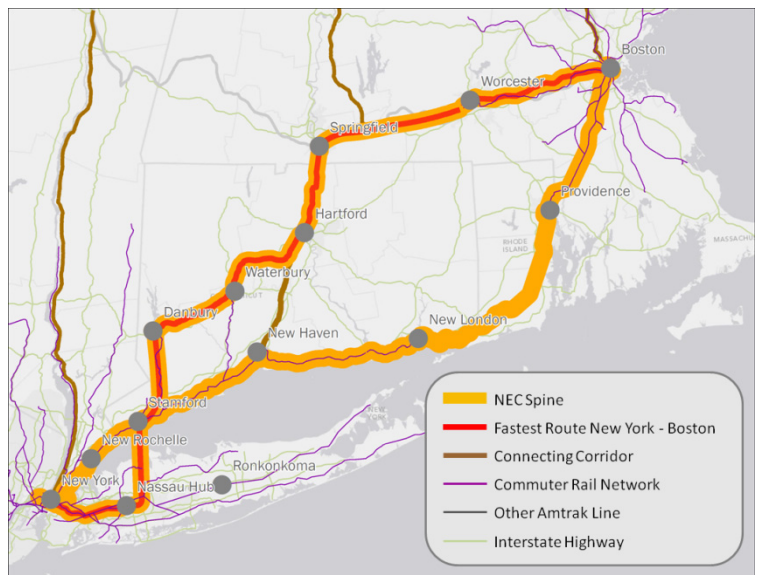 Boston
Worcester
Springfield
Providence
Hartford
RHODE
ISLAND
MASSACHU
Waterbury
Danbury
New London
New Haven
Stamford
New Rochelle
Ronkonkoma
New York
Nassau Hub
NEC Spine
Fastest Route New York - Boston
Connecting Corridor
Commuter Rail Network
Other Amtrak Line
Interstate Highway